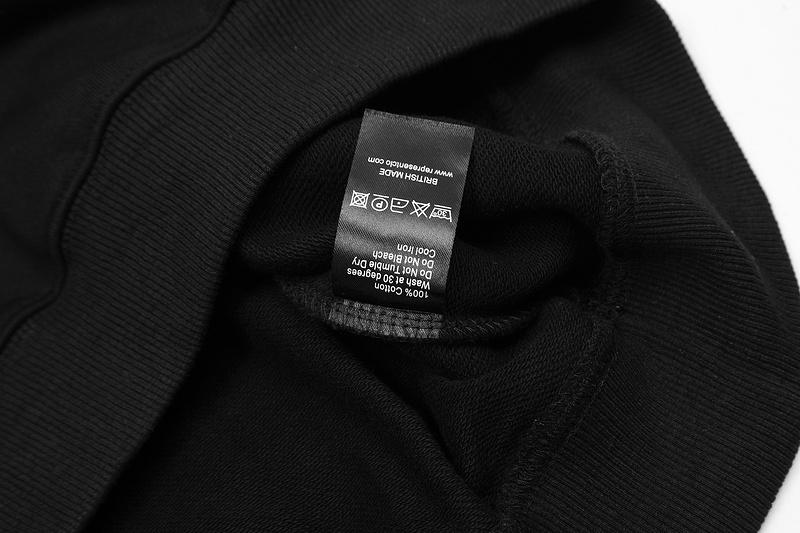 100% Cotton
Wash at 30 degrees
Do Not Tumble Dry
Do Not Bleach
Cool Iron
30°
P
BRITISH MADE
www.representclo.com